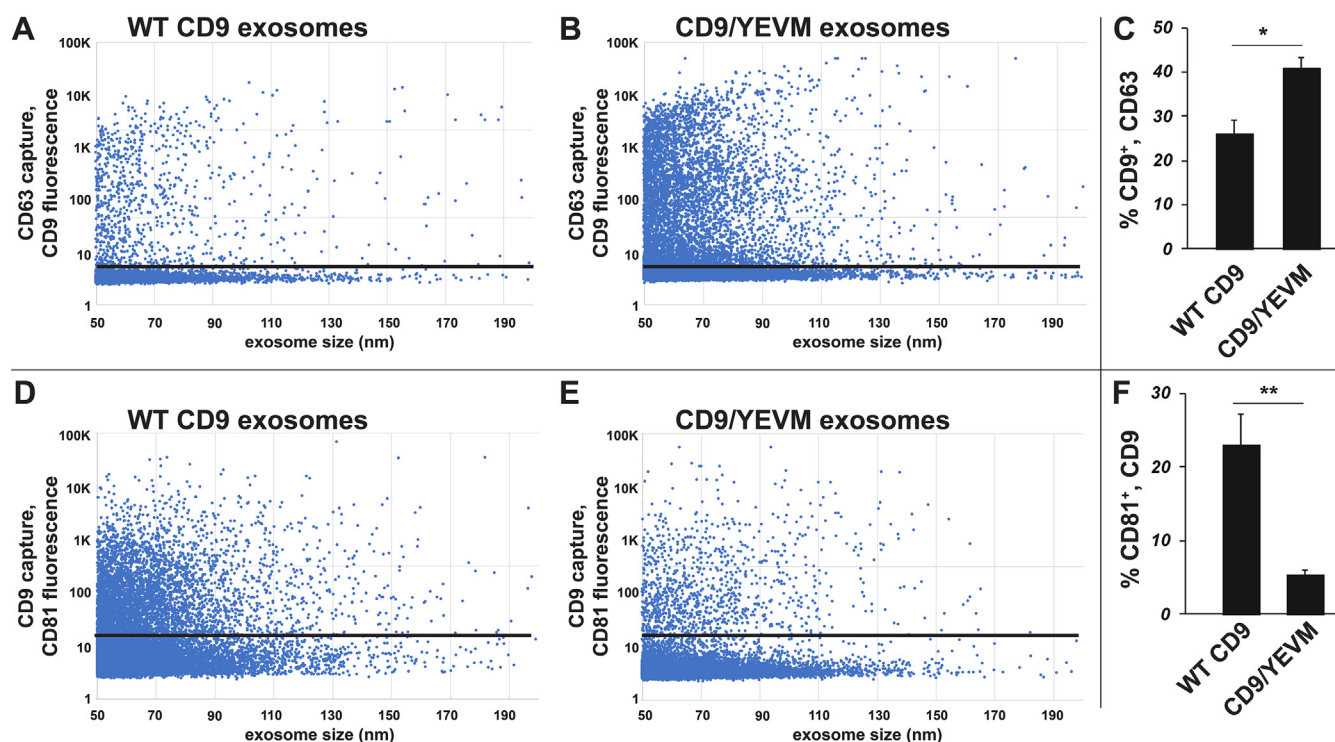 A
WT CD9 exosomes
CD63 capture,
CD9 fluorescence
100K
10K
1K
100
10
1
50 70 90 110 130 150 170 190
exosome size (nm)
B
CD9/YEVM exosomes
CD63 capture,
CD9 fluorescence
100K
10K
1K
100
10
1
50 70 90 110 130 150 170 190
exosome size (nm)
C
% CD9⁺, CD63
50
40
30
20
10
0
*
WT CD9
CD9/YEVM
D
WT CD9 exosomes
CD9 capture,
CD81 fluorescence
100K
10K
1K
100
10
1
50 70 90 110 130 150 170 190
exosome size (nm)
E
CD9/YEVM exosomes
CD9 capture,
CD81 fluorescence
100K
10K
1K
100
10
1
50 70 90 110 130 150 170 190
exosome size (nm)
F
% CD81⁺, CD9
30
20
10
0
**
WT CD9
CD9/YEVM